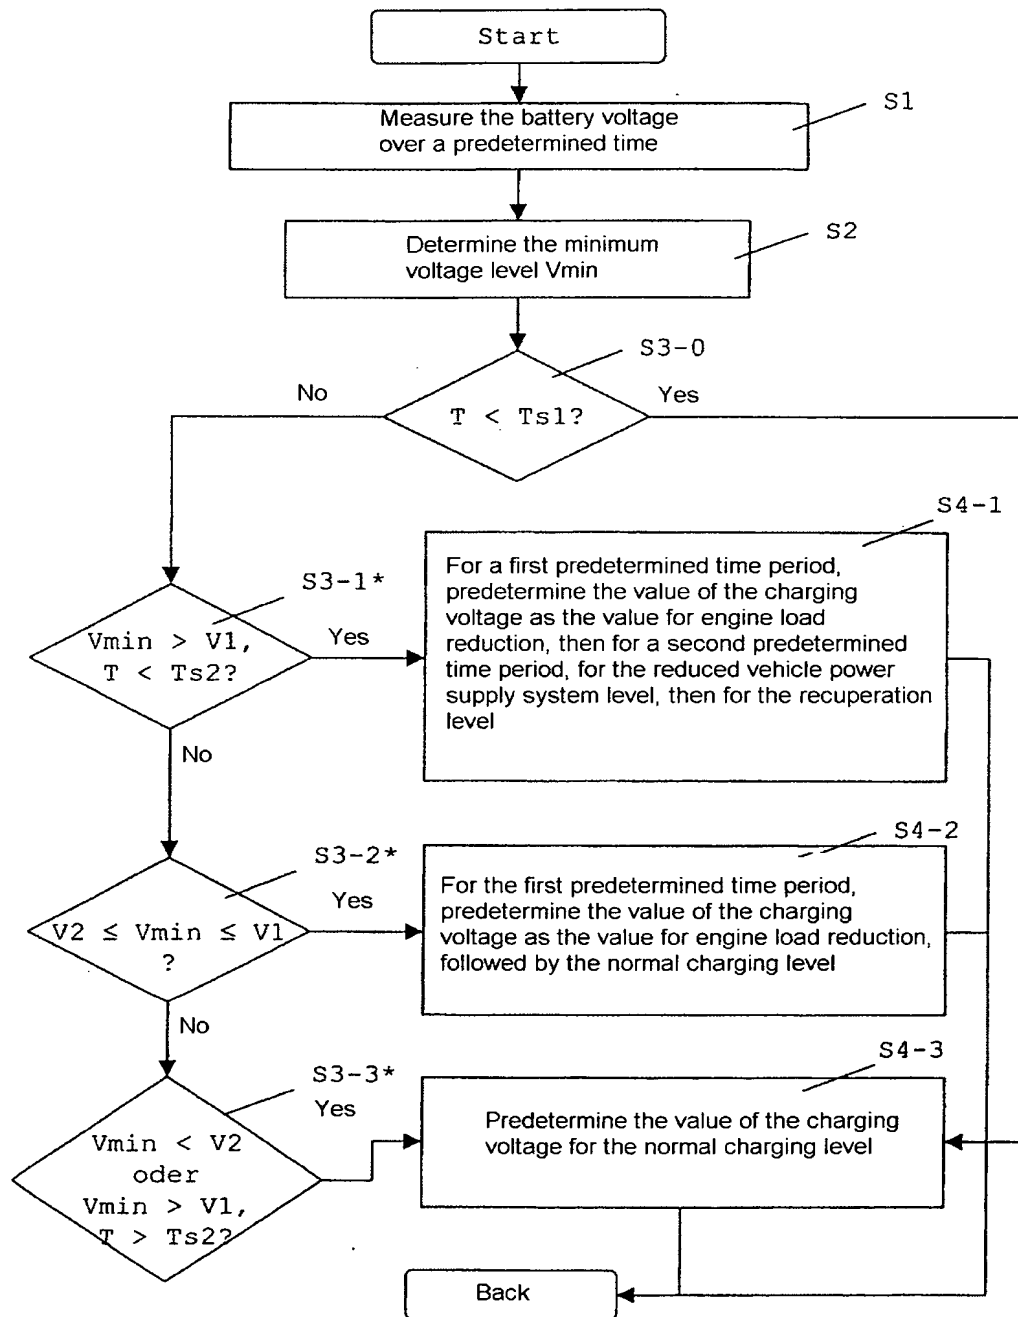 Start
S1
Measure the battery voltage
over a predetermined time
S2
Determine the minimum
voltage level Vmin
S3-0
No
Yes
T < Ts1?
S4-1
S3-1*
For a first predetermined time period,
predetermine the value of the charging
voltage as the value for engine load
reduction, then for a second predetermined
time period, for the reduced vehicle power
supply system level, then for the recuperation
level
Vmin > V1,
T < Ts2?
Yes
No
S4-2
S3-2*
Yes
For the first predetermined time period,
predetermine the value of the charging
voltage as the value for engine load reduction,
followed by the normal charging level
V2 ≤ Vmin ≤ V1
?
No
S4-3
S3-3*
Yes
Predetermine the value of the charging
voltage for the normal charging level
Vmin < V2
oder
Vmin > V1,
T > Ts2?
Back